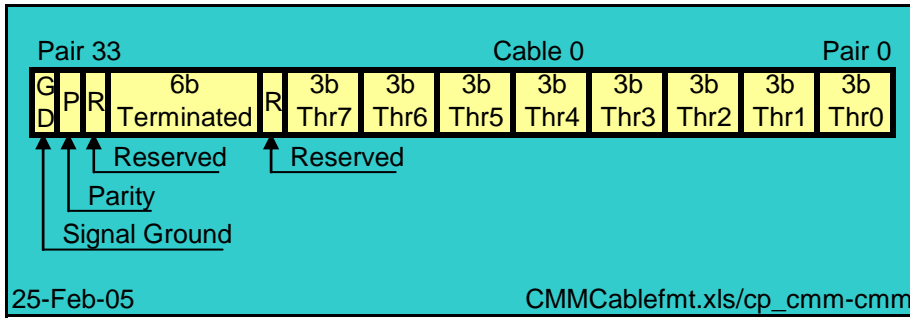 Pair 33 Cable 0 Pair 0
GD P R 6b Terminated R 3b Thr7 3b Thr6 3b Thr5 3b Thr4 3b Thr3 3b Thr2 3b Thr1 3b Thr0
Reserved Reserved
Parity
Signal Ground
25-Feb-05 CMMCablefmt.xls/cp_cmm-cmm